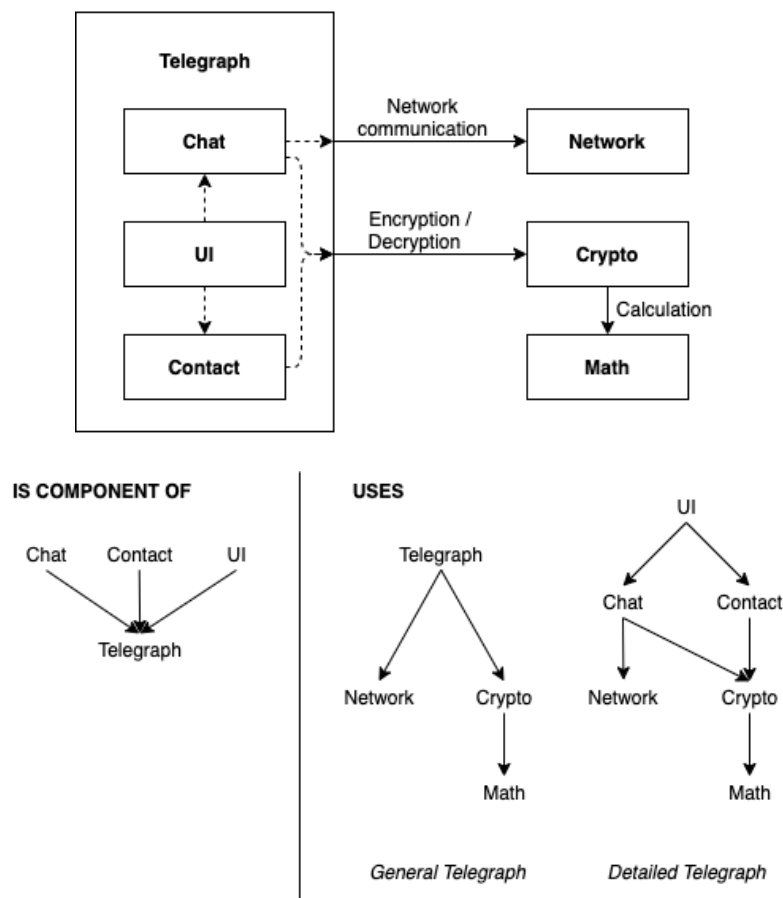 Telegraph
Chat
Network
communication
Network
UI
Encryption /
Decryption
Crypto
Calculation
Contact
Math
IS COMPONENT OF
Chat Contact UI
Telegraph
USES
Telegraph
Network Crypto
Math
General Telegraph
UI
Chat Contact
Network Crypto
Math
Detailed Telegraph